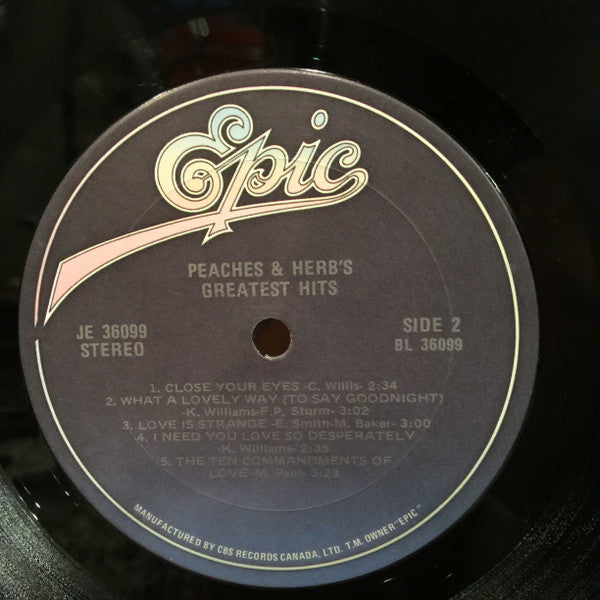 Epic
PEACHES & HERB'S
GREATEST HITS
JE 36099
STEREO
SIDE 2
BL 36099
1. CLOSE YOUR EYES -C. Willis- 2:34
2. WHAT A LOVELY WAY (TO SAY GOODNIGHT)
-K. Williams-F.P. Sturm- 3:02
3. LOVE IS STRANGE -E. Smith-M. Baker- 3:00
4. I NEED YOU LOVE SO DESPERATELY
-K. Williams- 2:35
5. THE TEN COMMANDMENTS OF
LOVE -M. Paul- 3:28
MANUFACTURED BY CBS RECORDS CANADA, LTD. T.M. OWNER "EPIC"